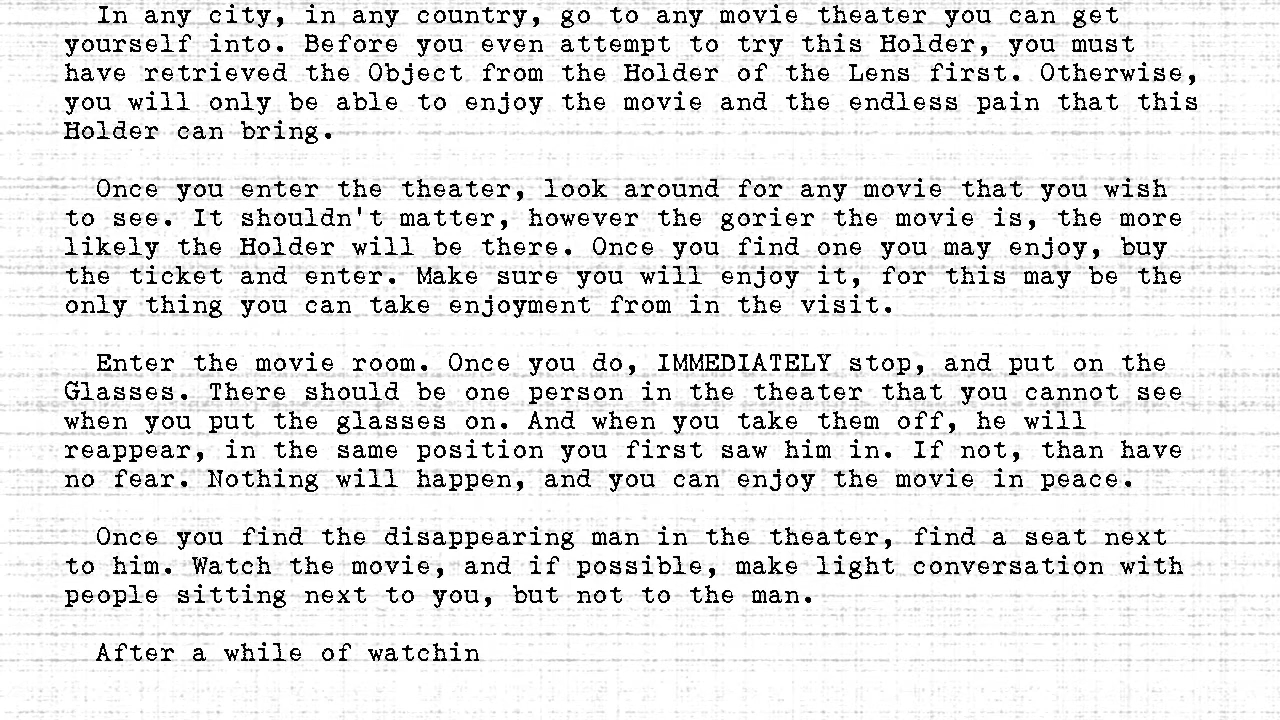 In any city, in any country, go to any movie theater you can get
yourself into. Before you even attempt to try this Holder, you must
have retrieved the Object from the Holder of the Lens first. Otherwise,
you will only be able to enjoy the movie and the endless pain that this
Holder can bring.
Once you enter the theater, look around for any movie that you wish
to see. It shouldn't matter, however the gorier the movie is, the more
likely the Holder will be there. Once you find one you may enjoy, buy
the ticket and enter. Make sure you will enjoy it, for this may be the
only thing you can take enjoyment from in the visit.
Enter the movie room. Once you do, IMMEDIATELY stop, and put on the
Glasses. There should be one person in the theater that you cannot see
when you put the glasses on. And when you take them off, he will
reappear, in the same position you first saw him in. If not, than have
no fear. Nothing will happen, and you can enjoy the movie in peace.
Once you find the disappearing man in the theater, find a seat next
to him. Watch the movie, and if possible, make light conversation with
people sitting next to you, but not to the man.
After a while of watchin